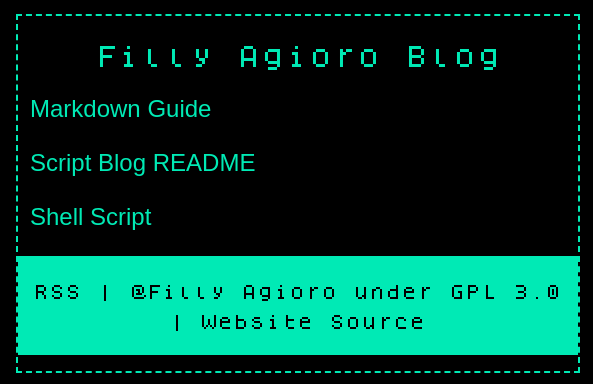 Filly Agioro Blog
Markdown Guide
Script Blog README
Shell Script
RSS | @Filly Agioro under GPL 3.0
| Website Source